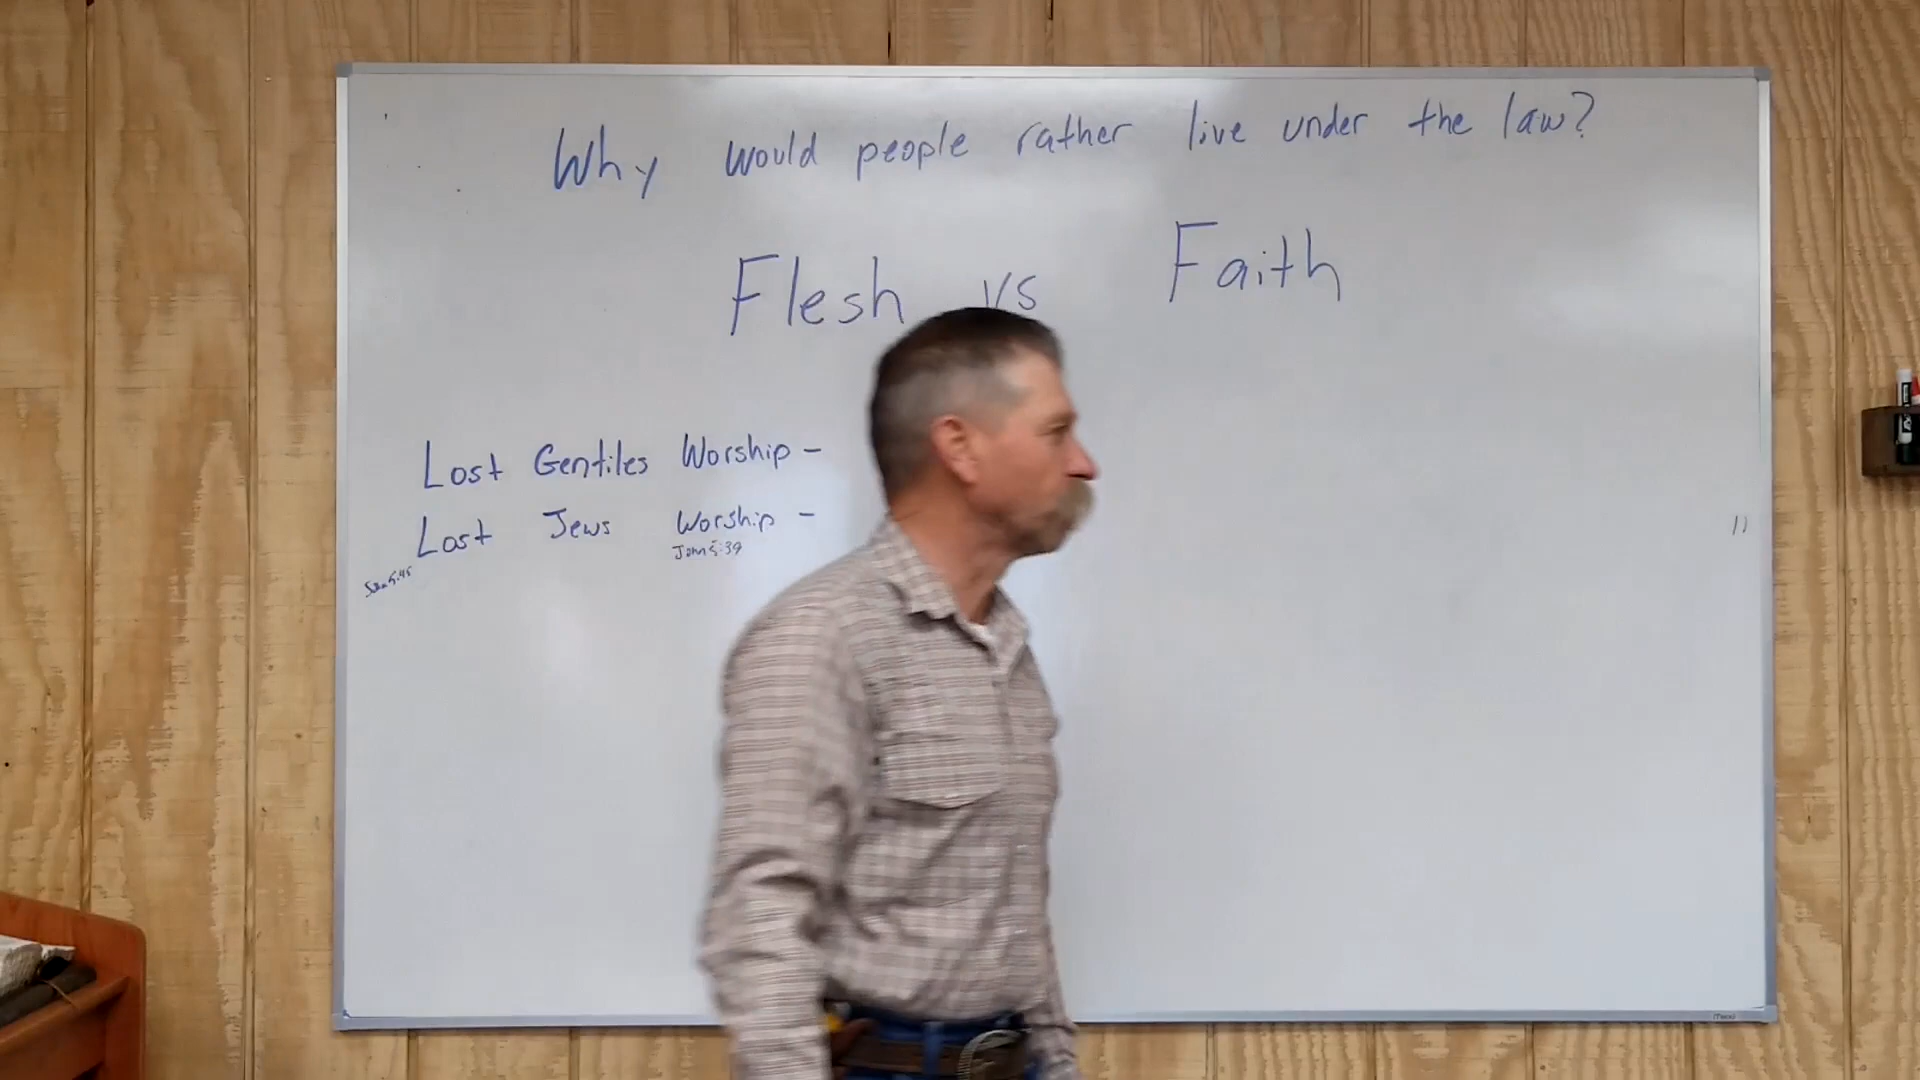 Why would people rather live under the law?
Flesh vs Faith
Lost Gentiles Worship -
Lost Jews Worship -
John 5:39